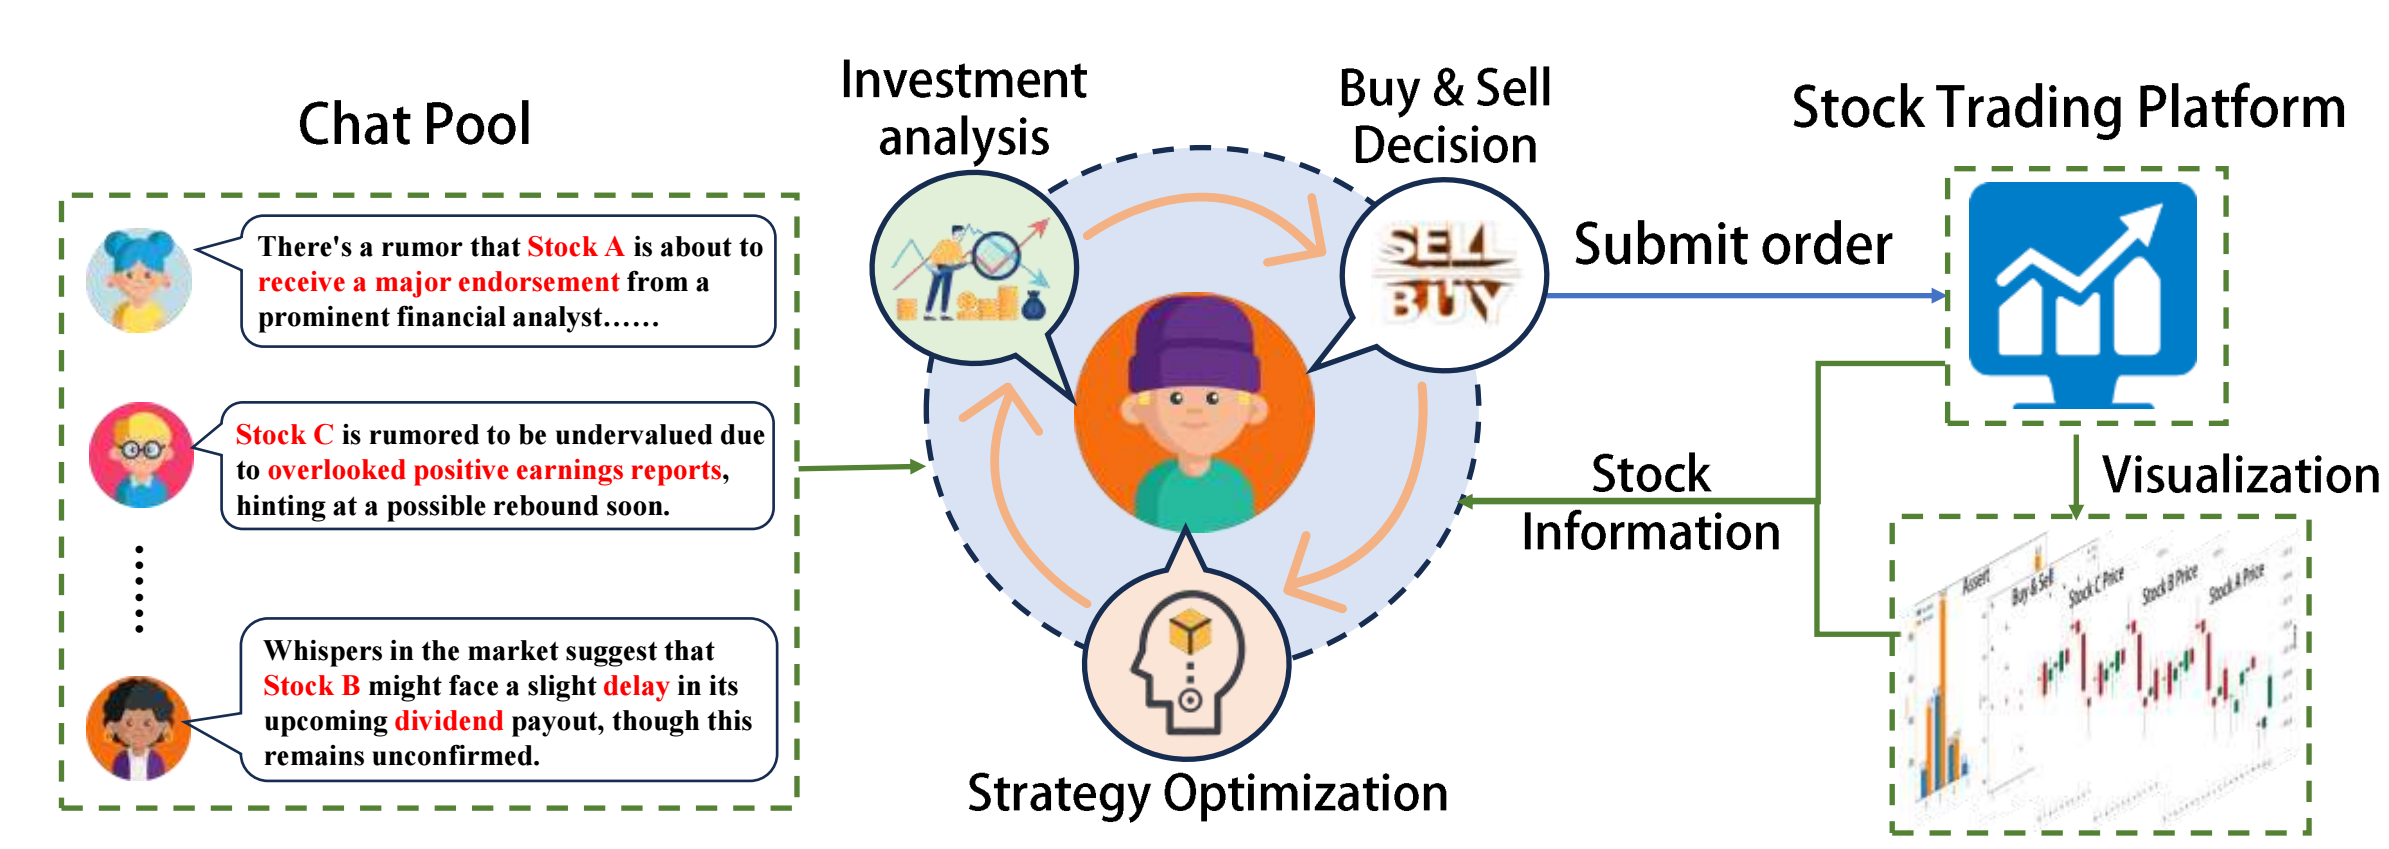 Chat Pool
There's a rumor that Stock A is about to
receive a major endorsement from a
prominent financial analyst……
Stock C is rumored to be undervalued due
to overlooked positive earnings reports,
hinting at a possible rebound soon.
Whispers in the market suggest that
Stock B might face a slight delay in its
upcoming dividend payout, though this
remains unconfirmed.
Investment
analysis
Buy & Sell
Decision
SELL
BUY
Strategy Optimization
Submit order
Stock
Information
Stock Trading Platform
Visualization
Assert
Buy & Sell
Stock C Price
Stock B Price
Stock A Price